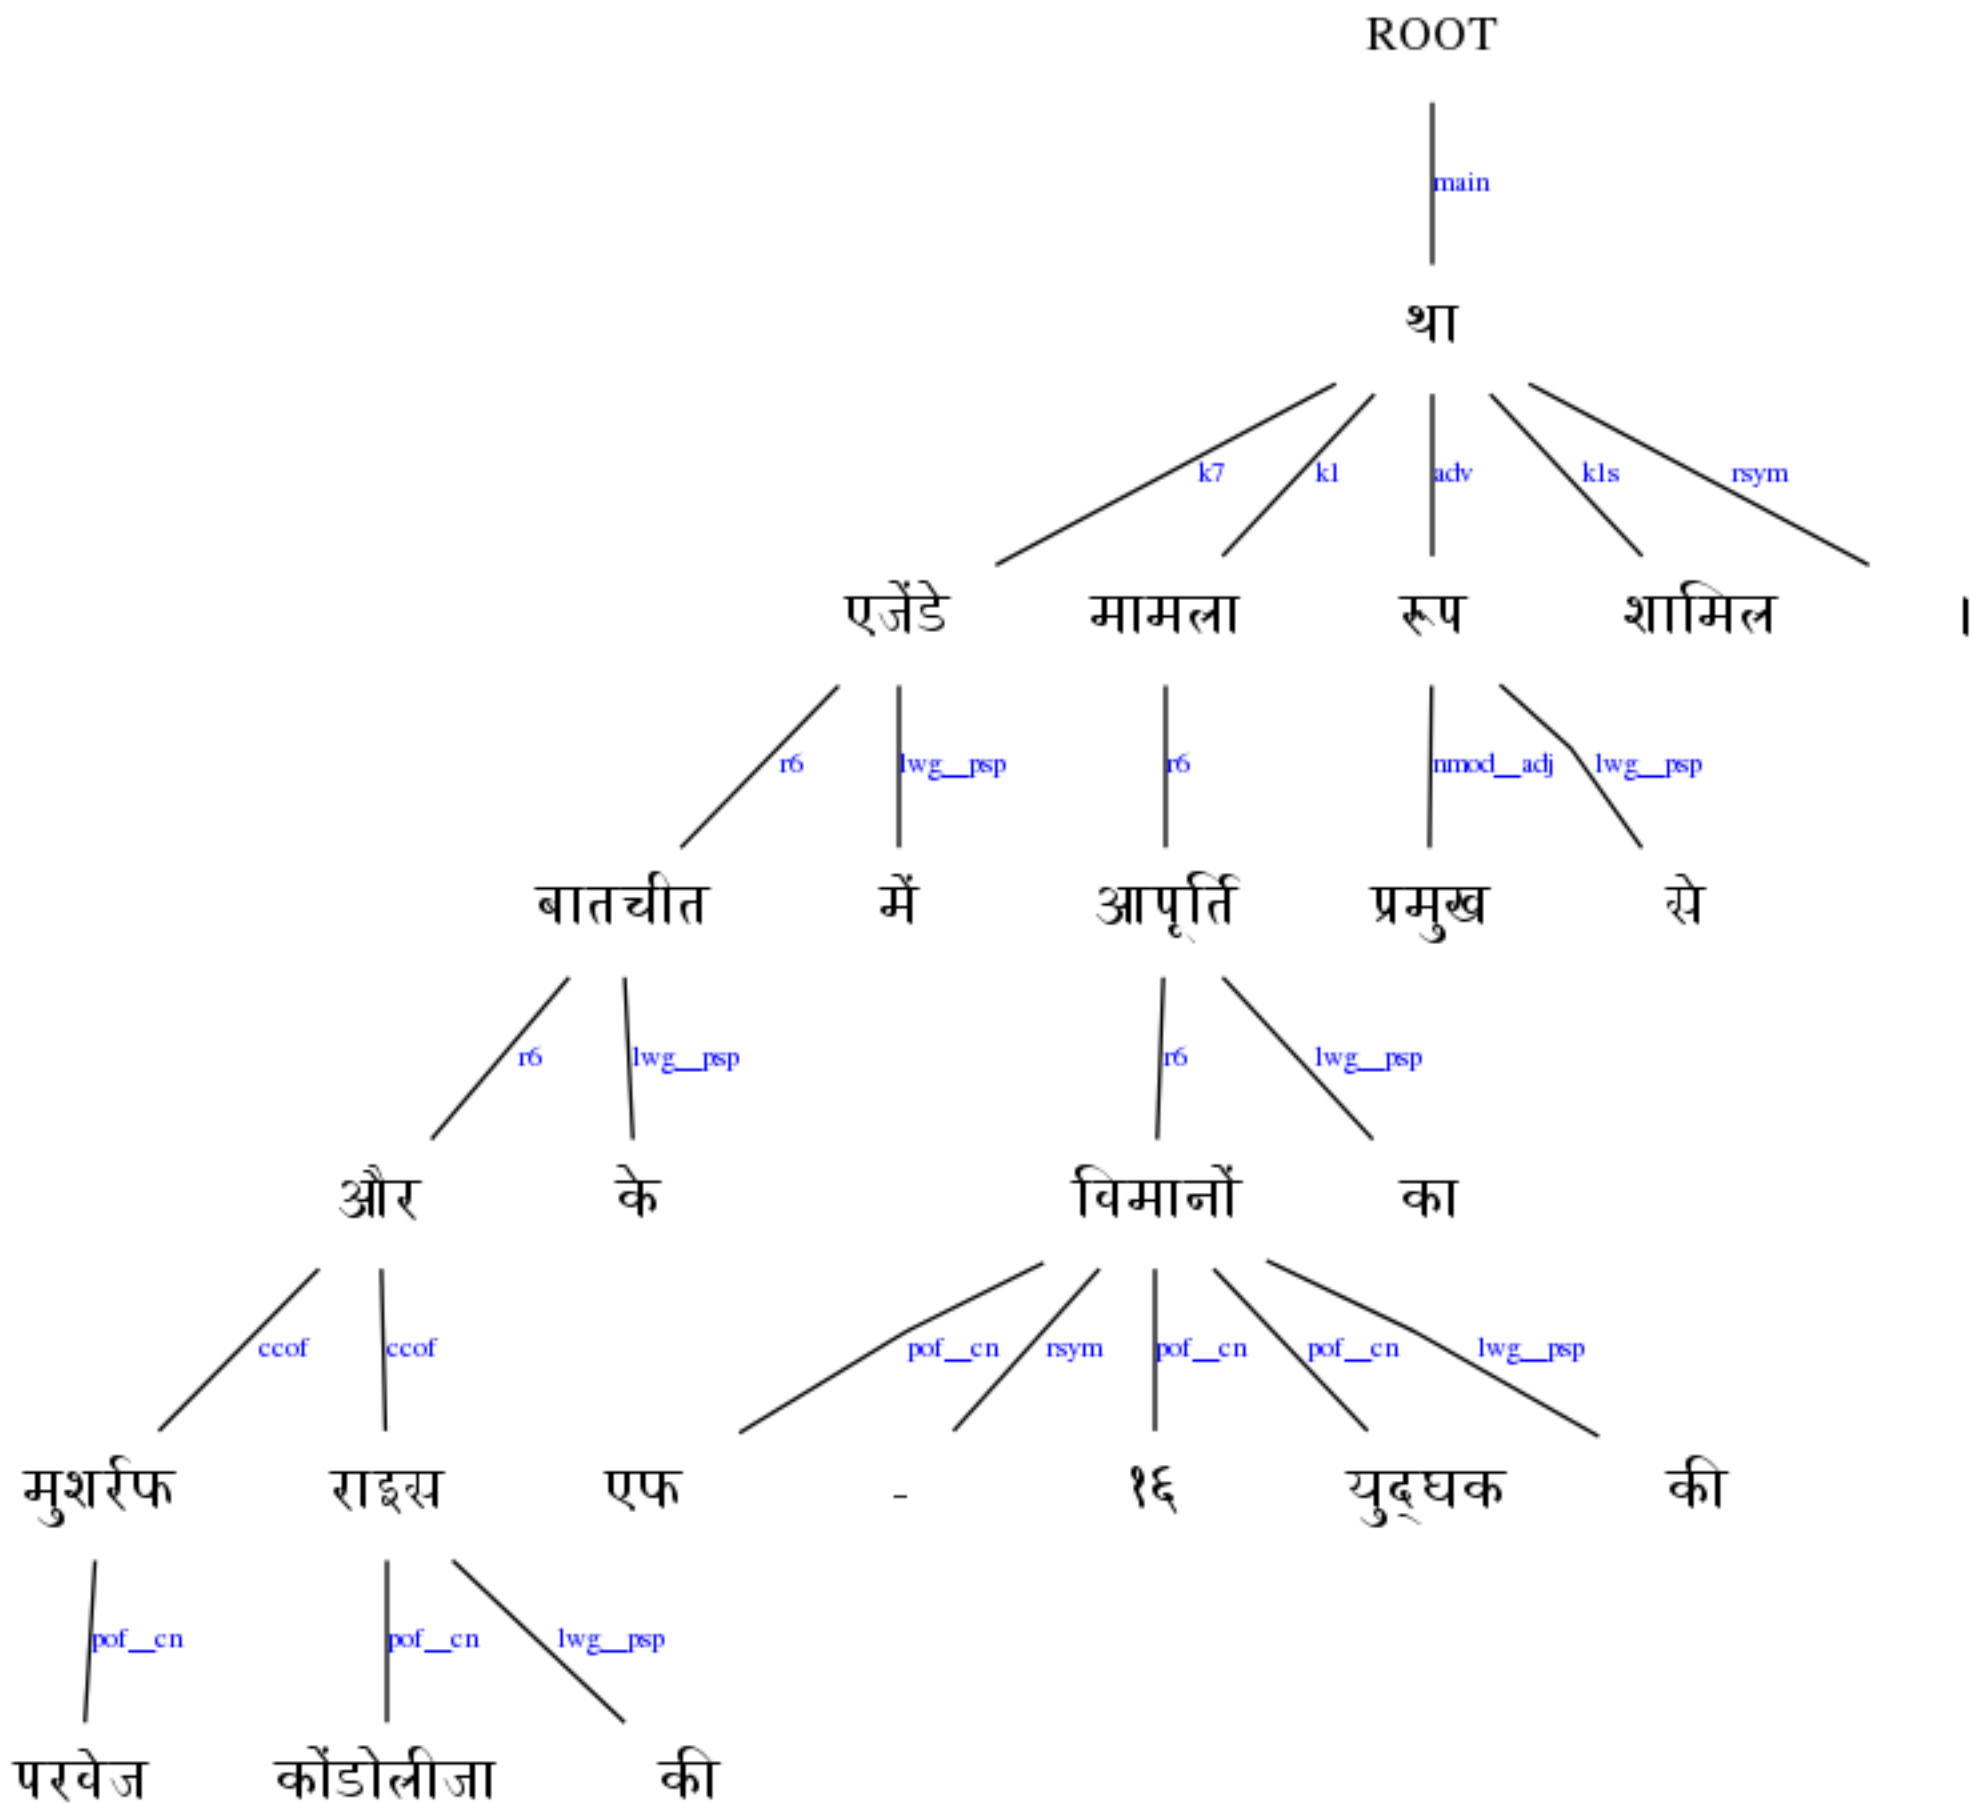 ROOT
main
था
k7 k1 adv k1s rsym
एजेंडे मामला रूप शामिल ।
r6 lwg__psp r6 nmod__adj lwg__psp
बातचीत में आपूर्ति प्रमुख से
r6 lwg__psp r6 lwg__psp
और के विमानों का
ccof ccof pof__cn rsym pof__cn pof__cn lwg__psp
मुशर्रफ राइस एफ - १६ युद्घक की
pof__cn pof__cn lwg__psp
परवेज कोंडोलीजा की